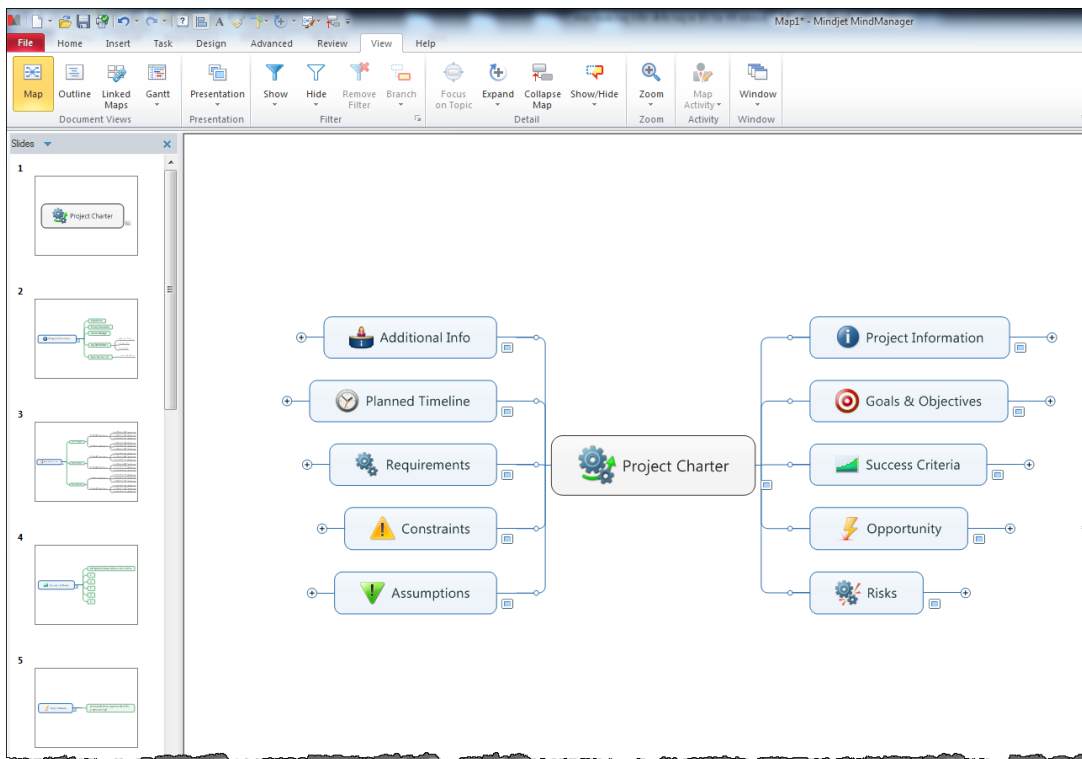 Map1* - Mindjet MindManager
File Home Insert Task Design Advanced Review View Help
Map Outline Linked Maps Gantt Presentation Show Hide Remove Filter Branch Focus on Topic Expand Collapse Map Show/Hide Zoom Map Activity Window
Document Views Presentation Filter Detail Zoom Activity Window
Slides
1
Project Charter
2
3
4
5
Additional Info
Planned Timeline
Requirements
Constraints
Assumptions
Project Charter
Project Information
Goals & Objectives
Success Criteria
Opportunity
Risks